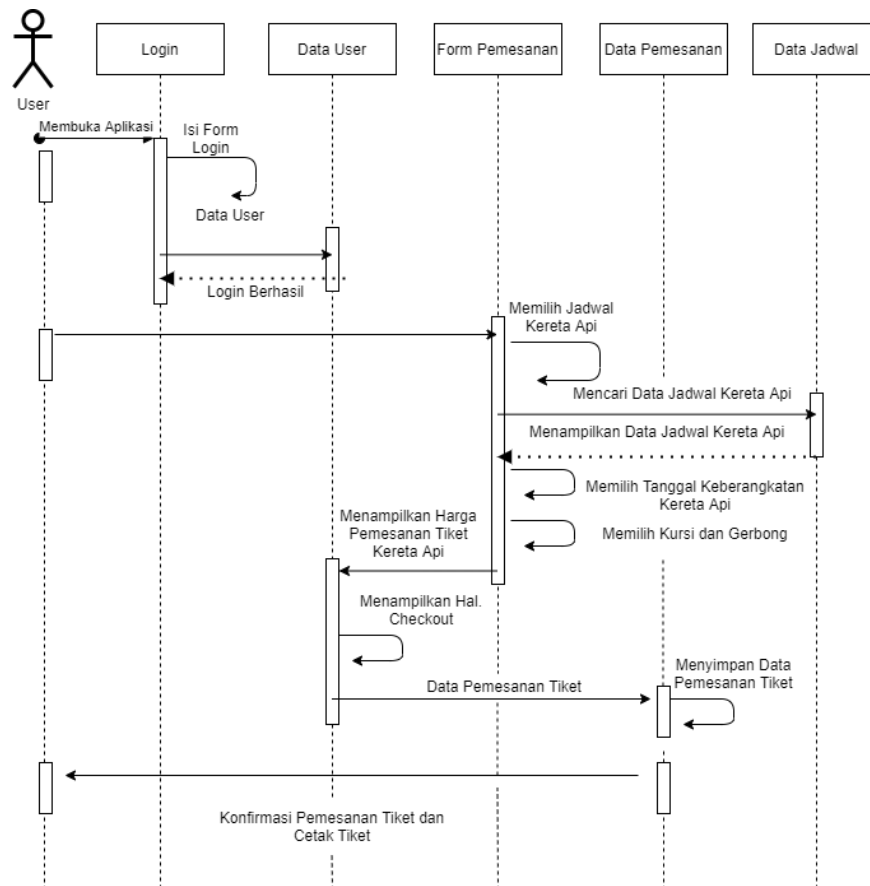 Login
Data User
Form Pemesanan
Data Pemesanan
Data Jadwal
User
Membuka Aplikasi
Isi Form
Login
Data User
Login Berhasil
Memilih Jadwal
Kereta Api
Mencari Data Jadwal Kereta Api
Menampilkan Data Jadwal Kereta Api
Memilih Tanggal Keberangkatan
Kereta Api
Menampilkan Harga
Pemesanan Tiket
Kereta Api
Memilih Kursi dan Gerbong
Menampilkan Hal.
Checkout
Data Pemesanan Tiket
Menyimpan Data
Pemesanan Tiket
Konfirmasi Pemesanan Tiket dan
Cetak Tiket